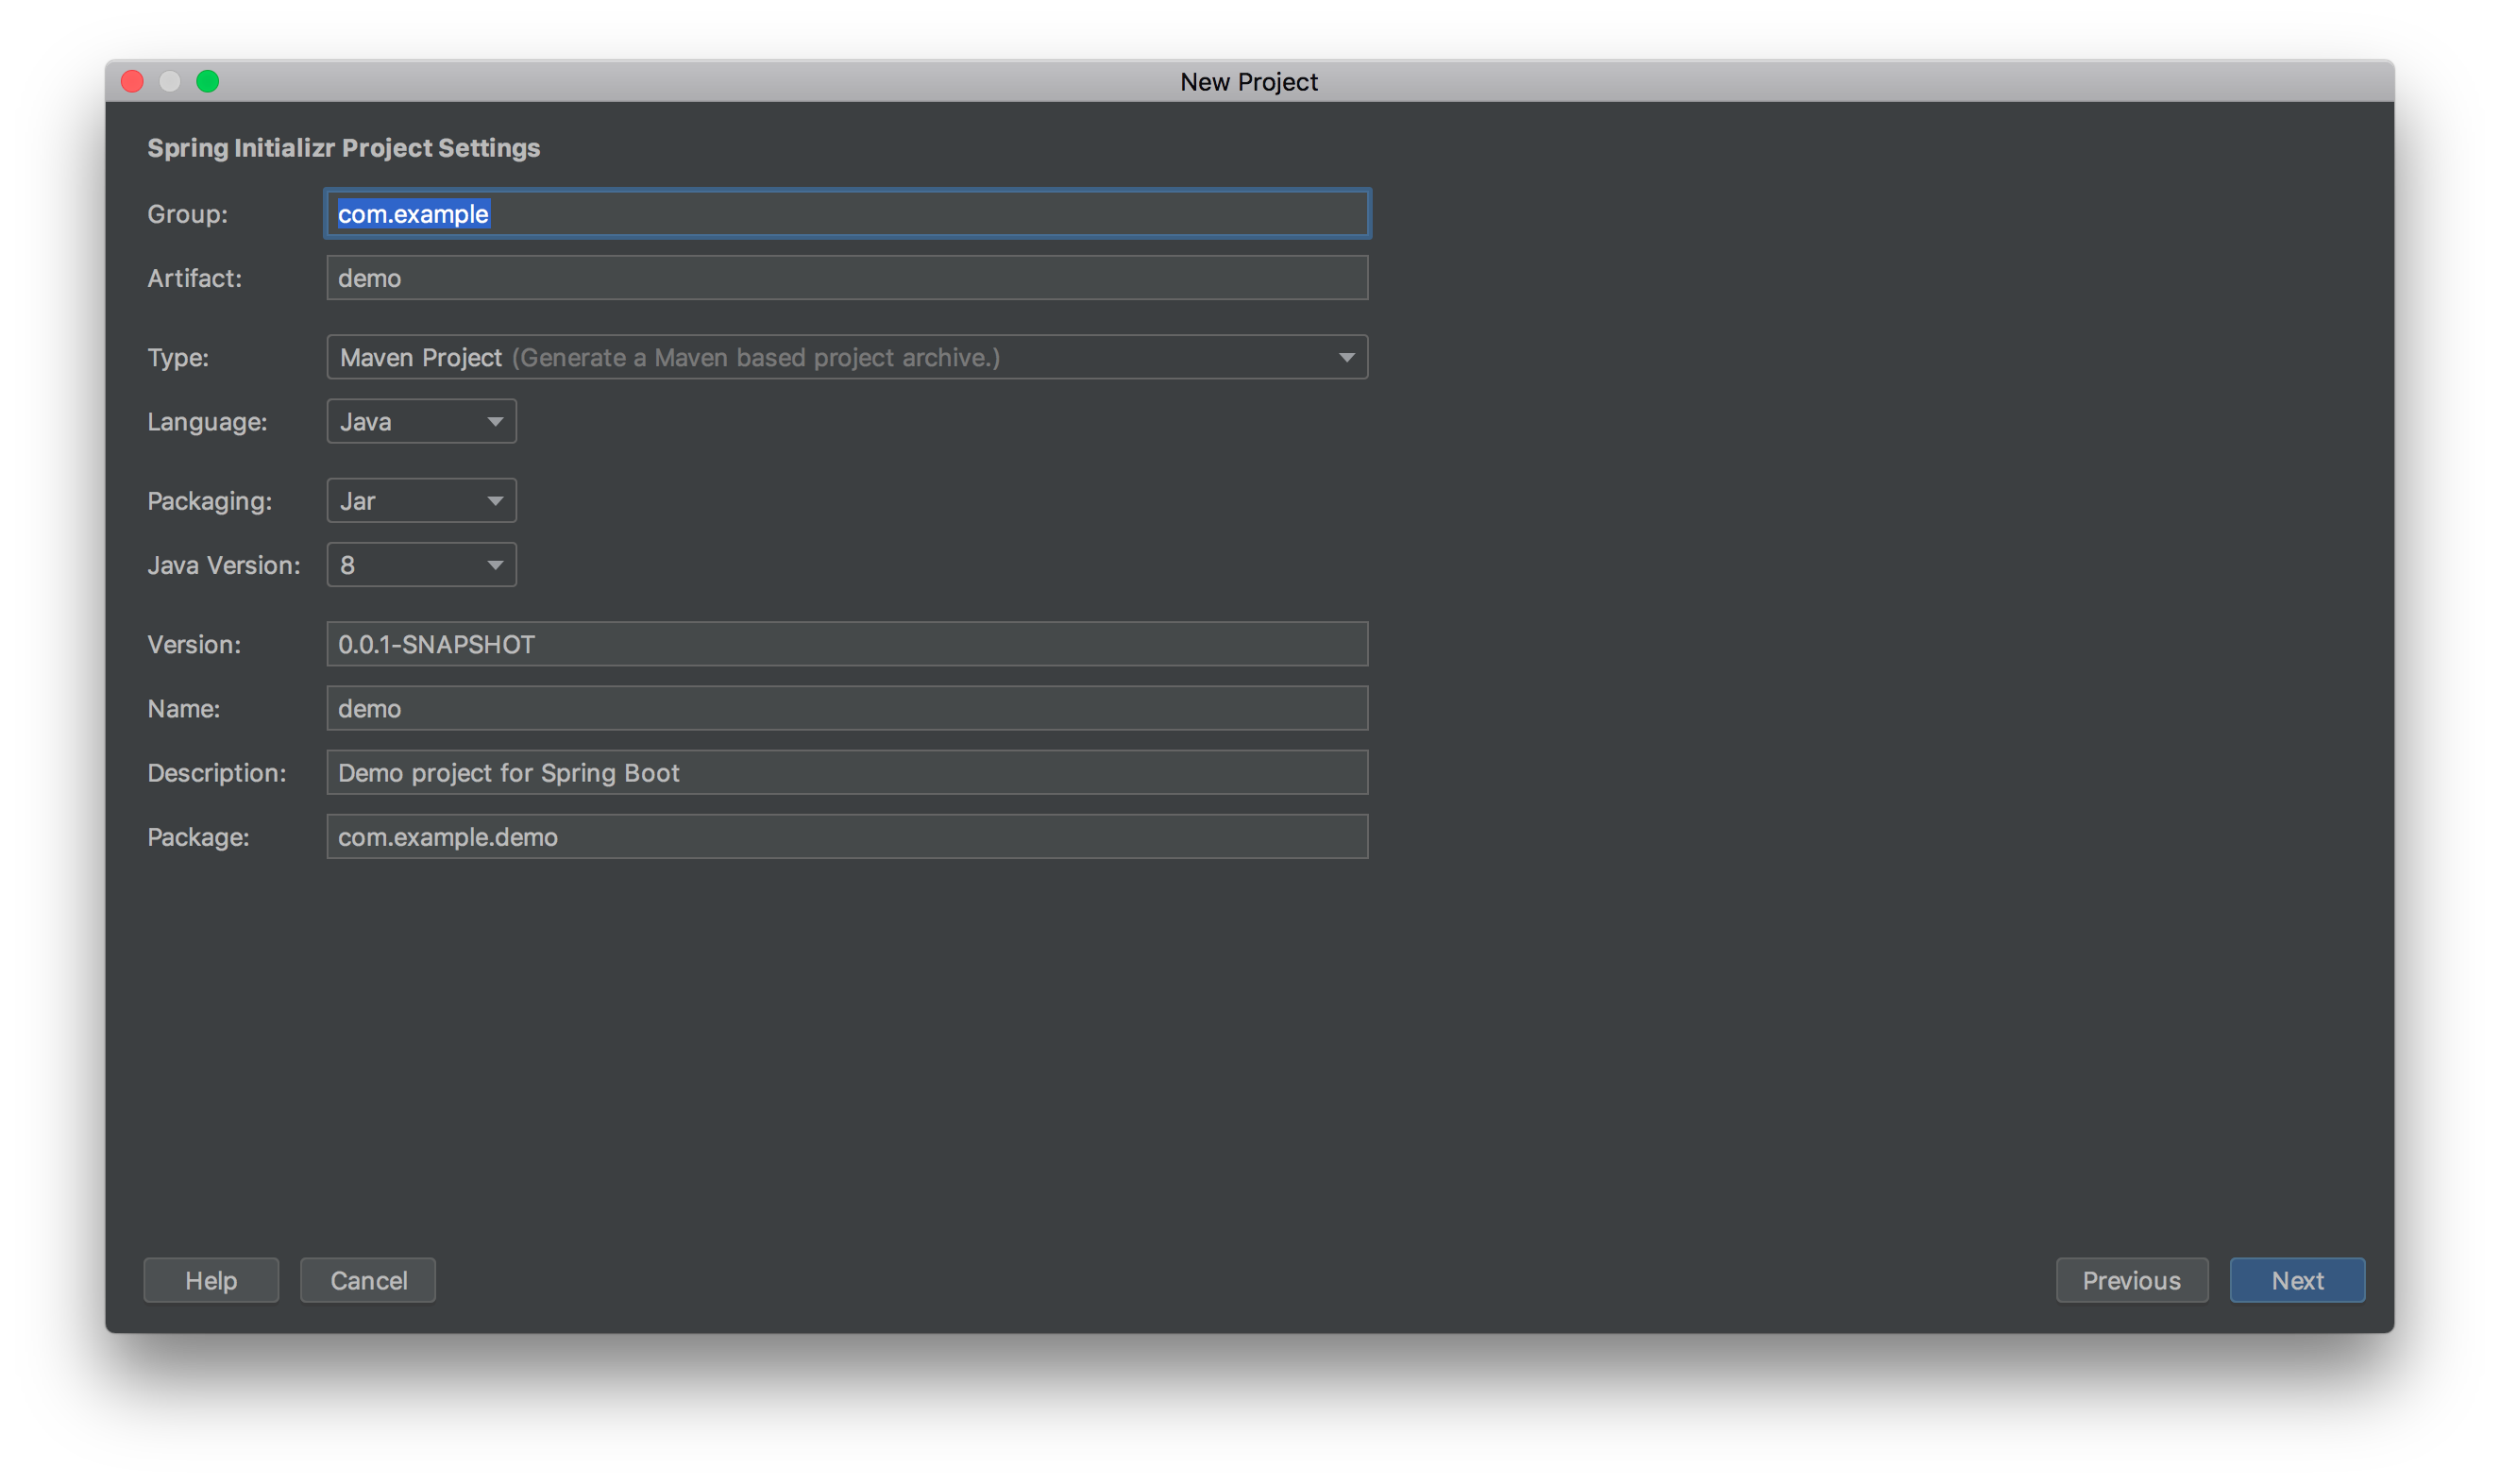 New Project
Spring Initializr Project Settings
Group: com.example
Artifact: demo
Type: Maven Project (Generate a Maven based project archive.)
Language: Java
Packaging: Jar
Java Version: 8
Version: 0.0.1-SNAPSHOT
Name: demo
Description: Demo project for Spring Boot
Package: com.example.demo
Help Cancel Previous Next